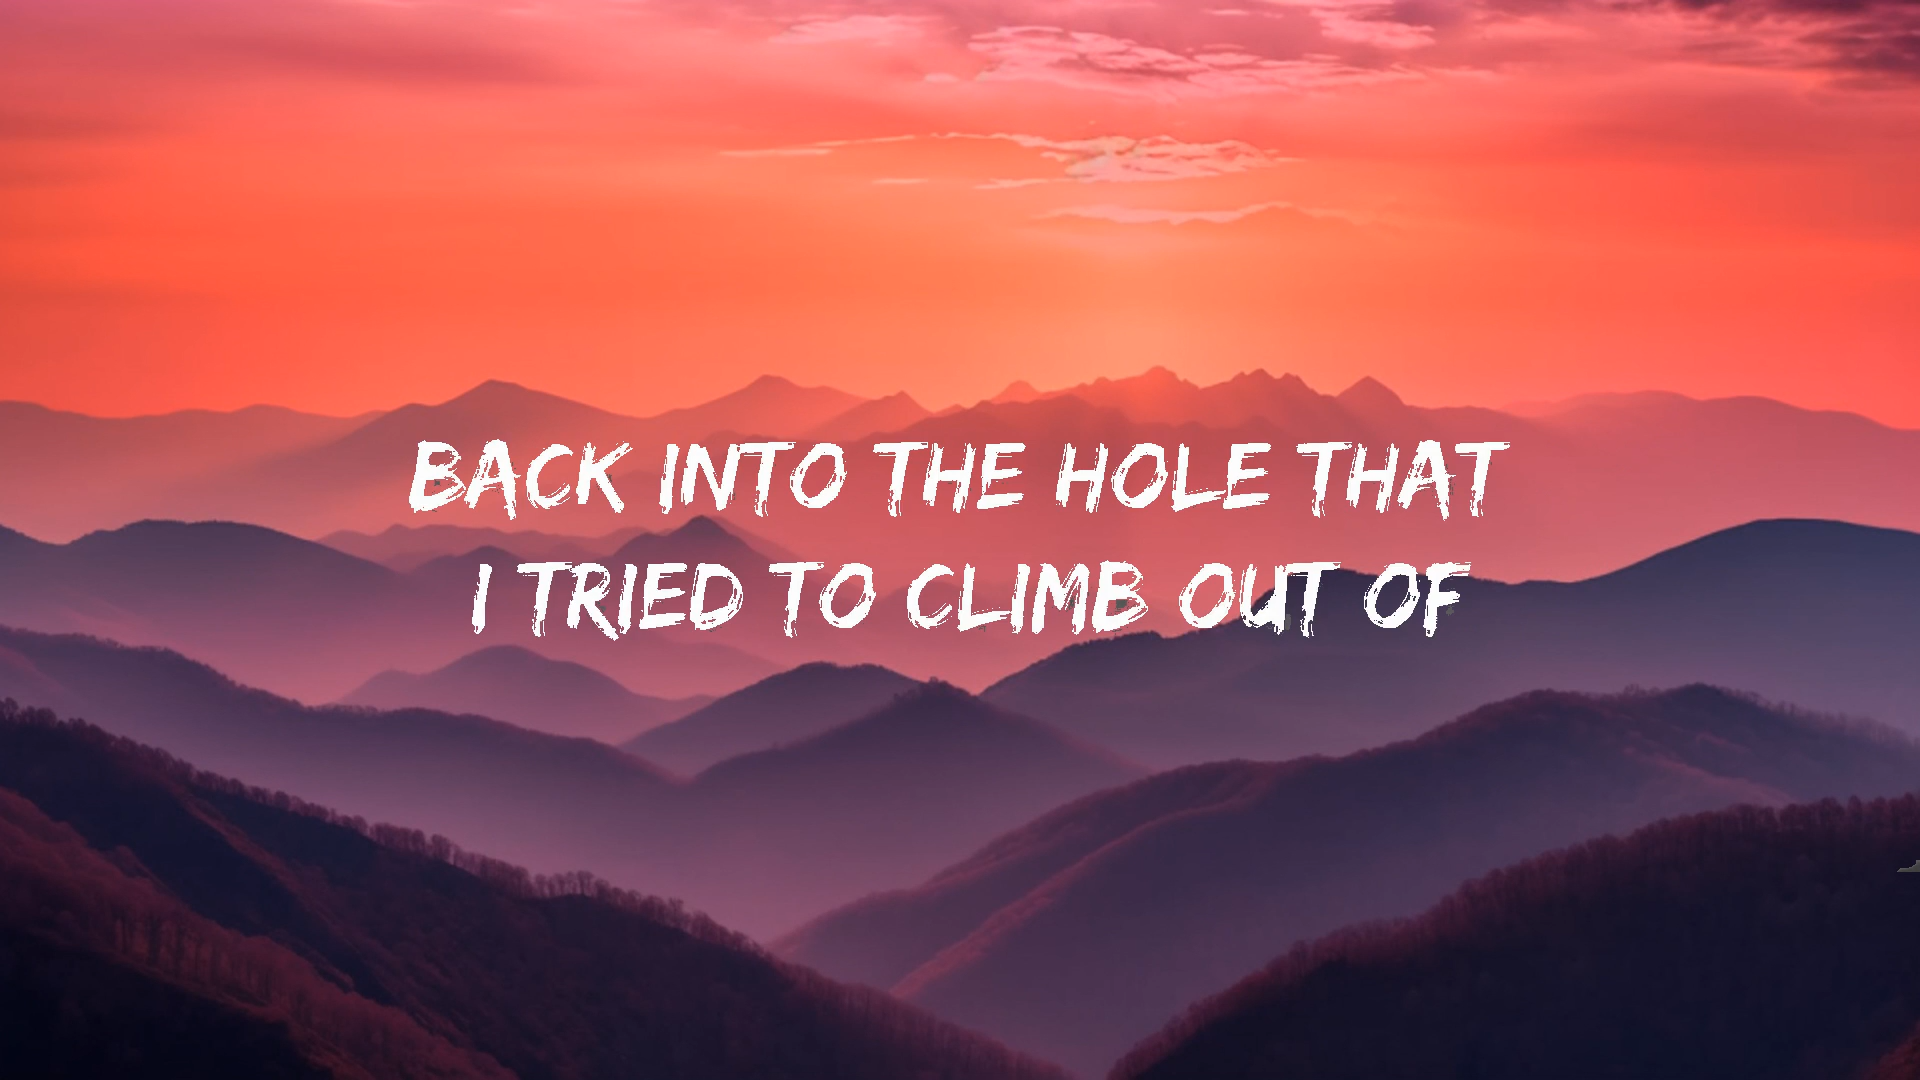 BACK INTO THE HOLE THAT
I TRIED TO CLIMB OUT OF